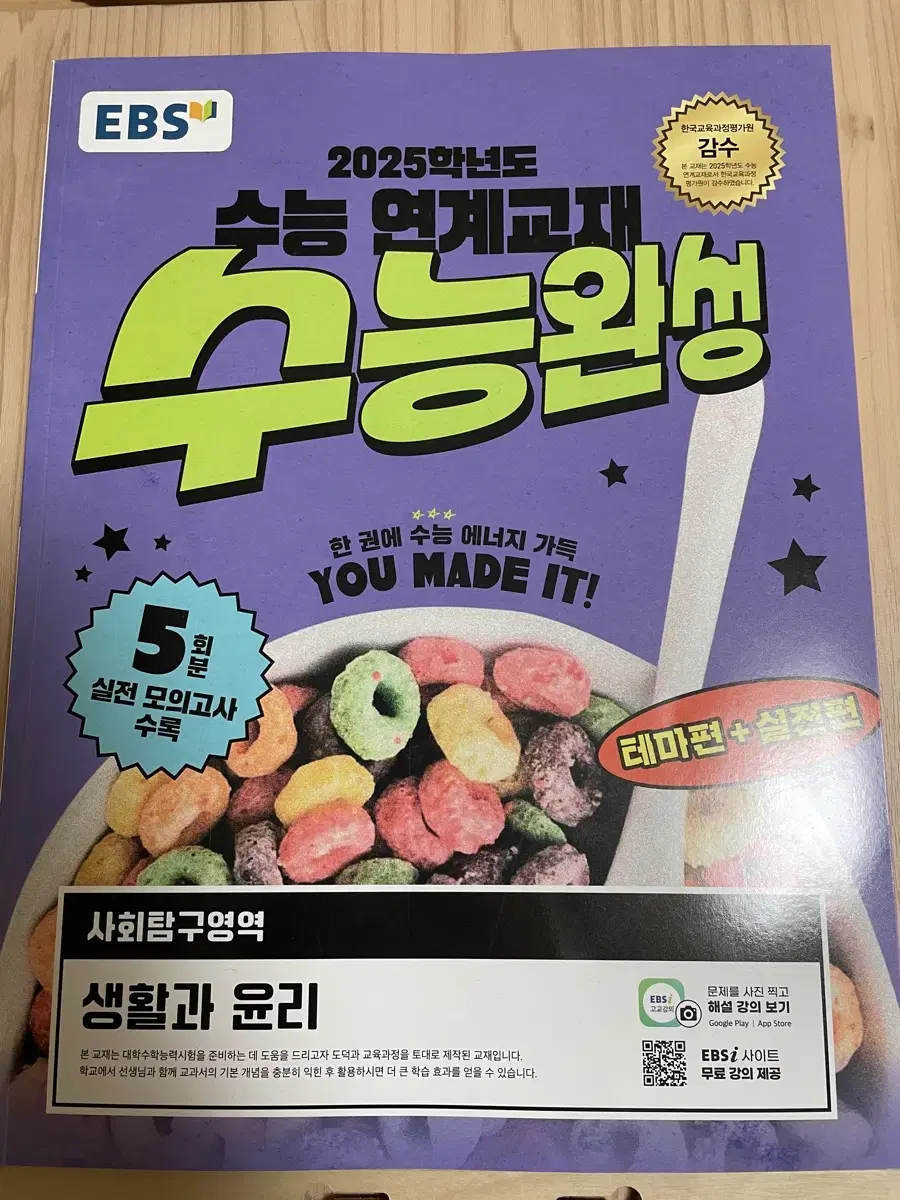 EBS
한국교육과정평가원
감수
본 교재는 2025학년도 수능
연계교재로서 한국교육과정
평가원이 감수하였습니다.
2025학년도
수능 연계교재
수능완성
한 권에 수능 에너지 가득
YOU MADE IT!
5회분
실전 모의고사
수록
테마편 + 실전편
사회탐구영역
생활과 윤리
본 교재는 대학수학능력시험을 준비하는 데 도움을 드리고자 도덕과 교육과정을 토대로 제작된 교재입니다.
학교에서 선생님과 함께 교과서의 기본 개념을 충분히 익힌 후 활용하시면 더 큰 학습 효과를 얻을 수 있습니다.
EBSi
고교강의
문제를 사진 찍고
해설 강의 보기
Google Play | App Store
EBSi 사이트
무료 강의 제공